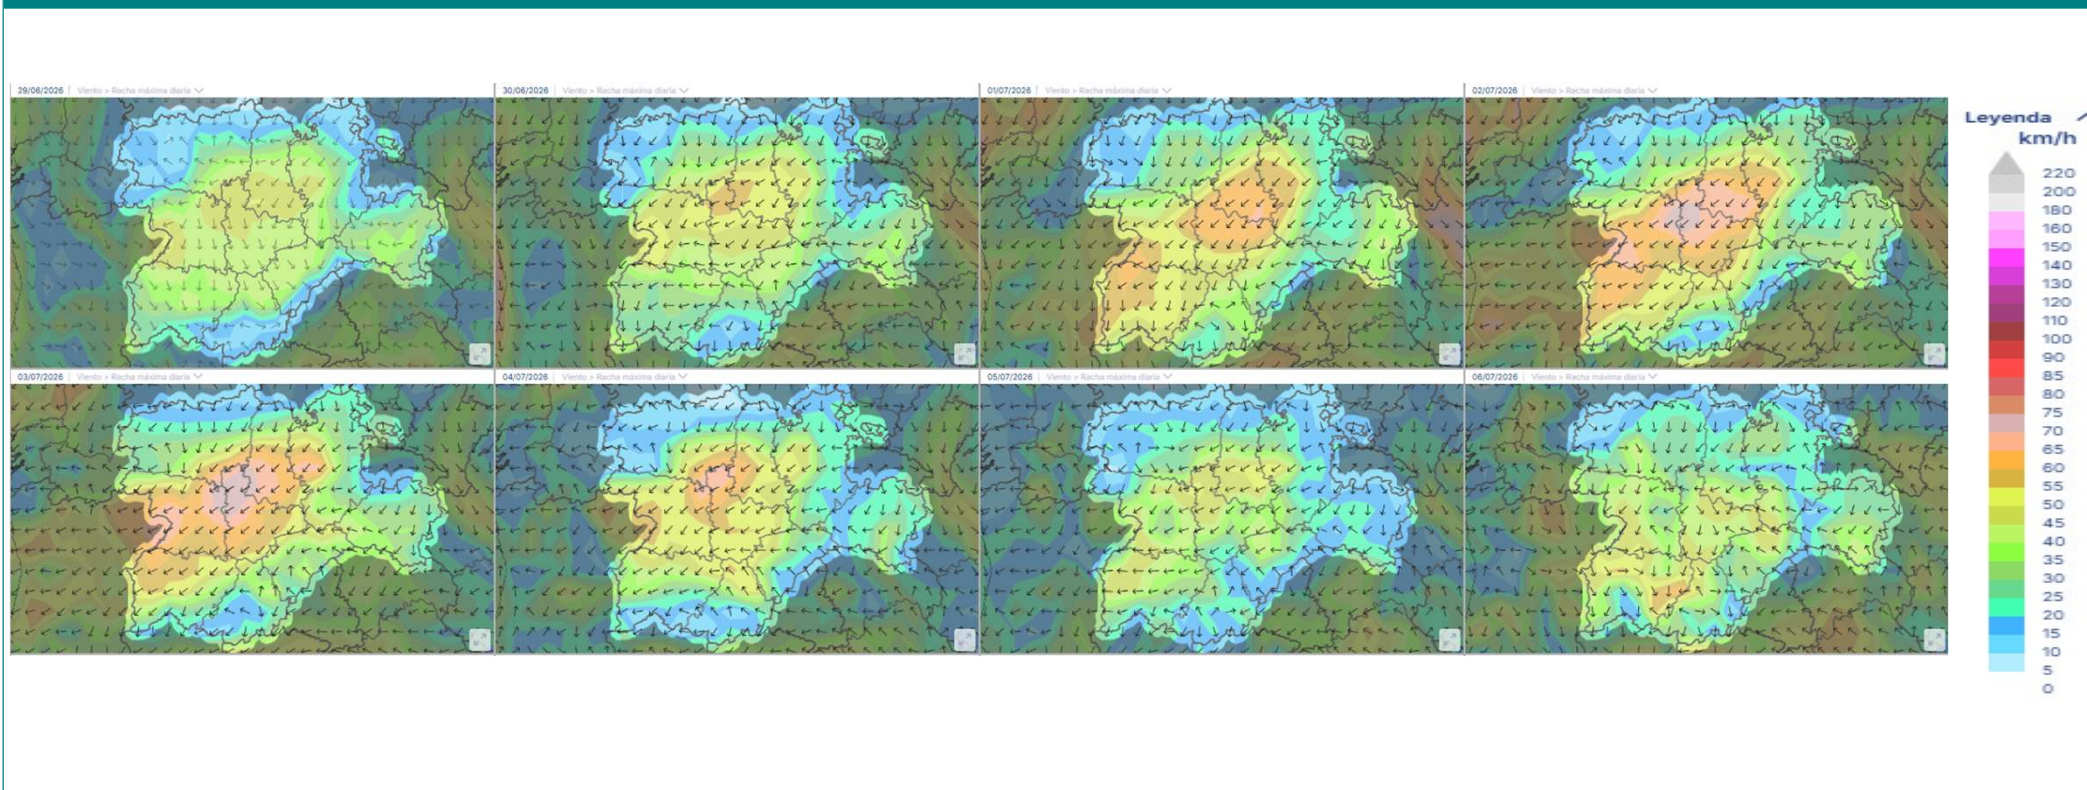 29/06/2026 | Viento > Racha máxima diaria
30/06/2026 | Viento > Racha máxima diaria
01/07/2026 | Viento > Racha máxima diaria
02/07/2026 | Viento > Racha máxima diaria
Leyenda
km/h
220
200
180
160
150
140
130
120
110
100
90
85
80
75
70
65
60
55
50
45
40
35
30
25
20
15
10
5
0
03/07/2026 | Viento > Racha máxima diaria
04/07/2026 | Viento > Racha máxima diaria
05/07/2026 | Viento > Racha máxima diaria
06/07/2026 | Viento > Racha máxima diaria